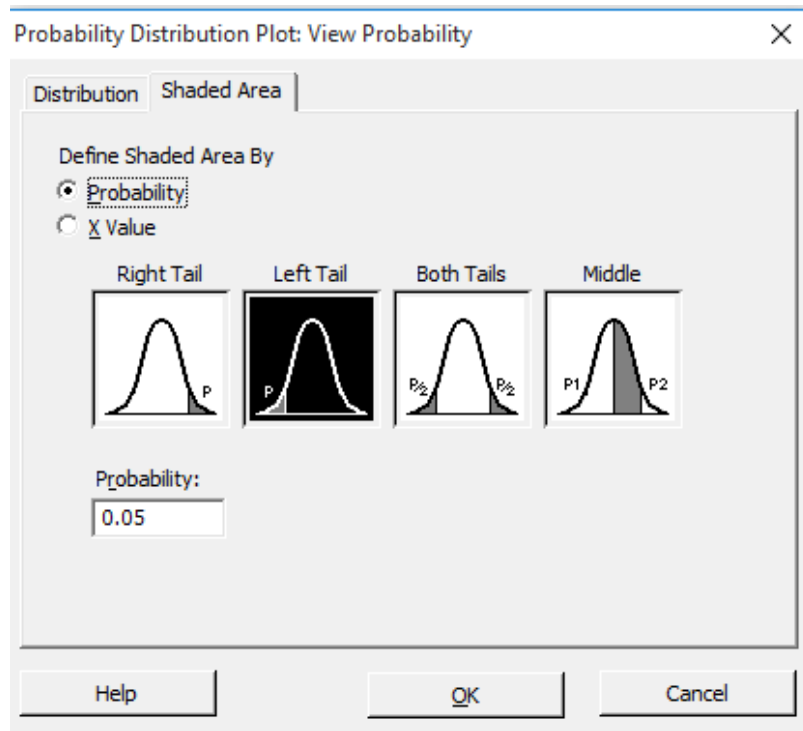 Probability Distribution Plot: View Probability
Distribution Shaded Area
Define Shaded Area By
Probability
X Value
Right Tail Left Tail Both Tails Middle
P P P/2 P/2 P1 P2
Probability:
0.05
Help OK Cancel